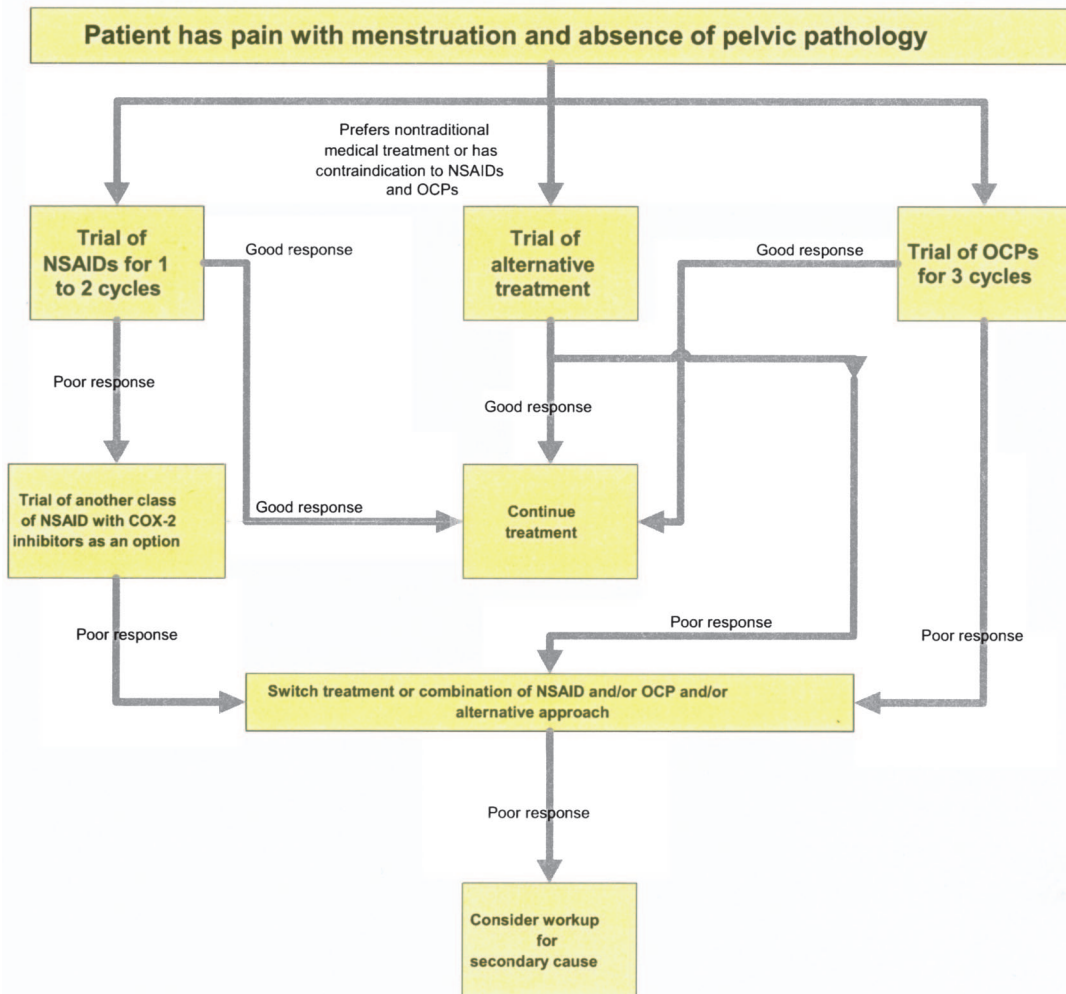 Patient has pain with menstruation and absence of pelvic pathology
Prefers nontraditional
medical treatment or has
contraindication to NSAIDs
and OCPs
Trial of
NSAIDs for 1
to 2 cycles
Good response
Trial of
alternative
treatment
Good response
Trial of OCPs
for 3 cycles
Poor response
Good response
Trial of another class
of NSAID with COX-2
inhibitors as an option
Good response
Continue
treatment
Poor response
Poor response
Poor response
Switch treatment or combination of NSAID and/or OCP and/or
alternative approach
Poor response
Consider workup
for
secondary cause